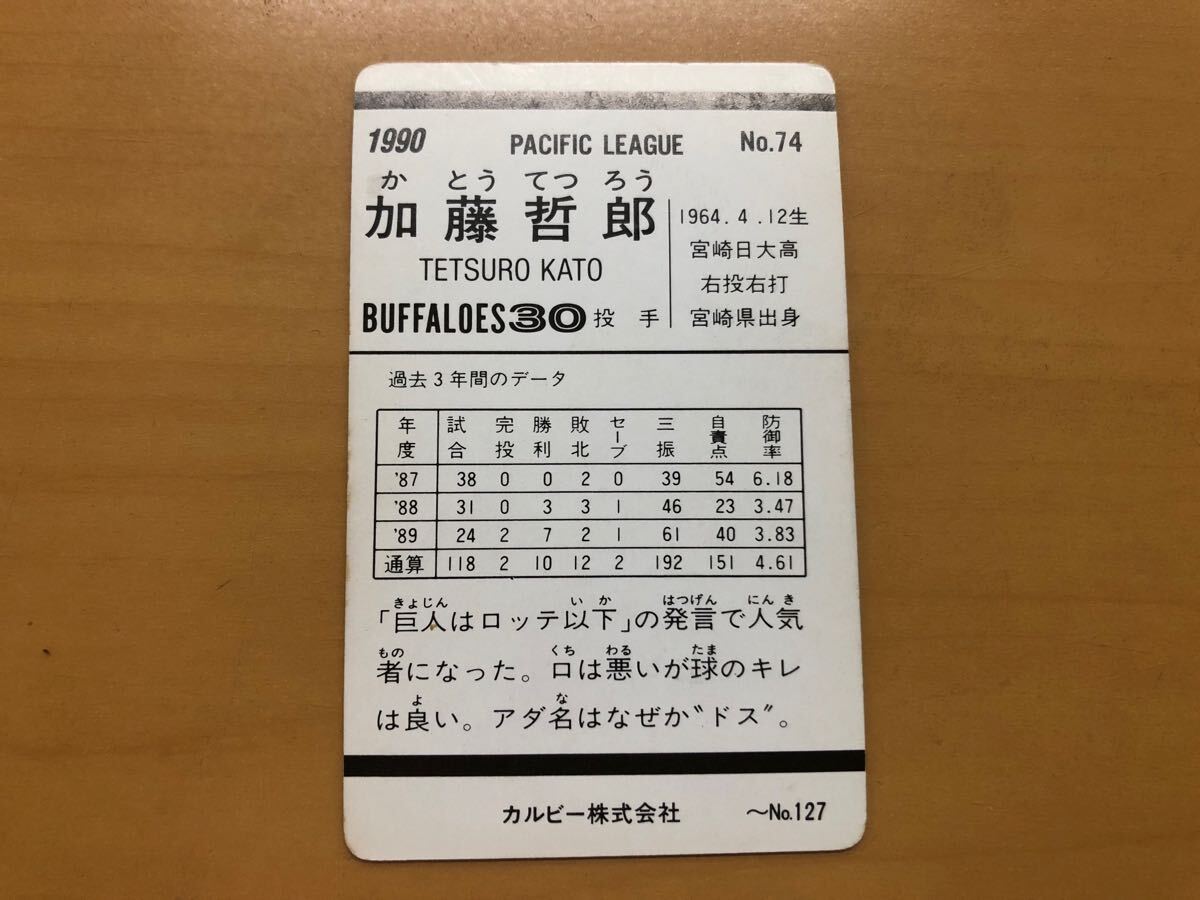 1990 PACIFIC LEAGUE No.74
か とう てつ ろう
加藤哲郎
TETSURO KATO
BUFFALOES 30 投手
1964.4.12生
宮崎日大高
右投右打
宮崎県出身
過去3年間のデータ
年度 試合 完投 勝利 敗北 セーブ 三振 自責点 防御率
'87 38 0 0 2 0 39 54 6.18
'88 31 0 3 3 1 46 23 3.47
'89 24 2 7 2 1 61 40 3.83
通算 118 2 10 12 2 192 151 4.61
きょじん いか はつげん にんき
「巨人はロッテ以下」の発言で人気
もの くち わる たま
者になった。口は悪いが球のキレ
よ な
は良い。アダ名はなぜか〝ドス〟。
カルビー株式会社 〜No.127